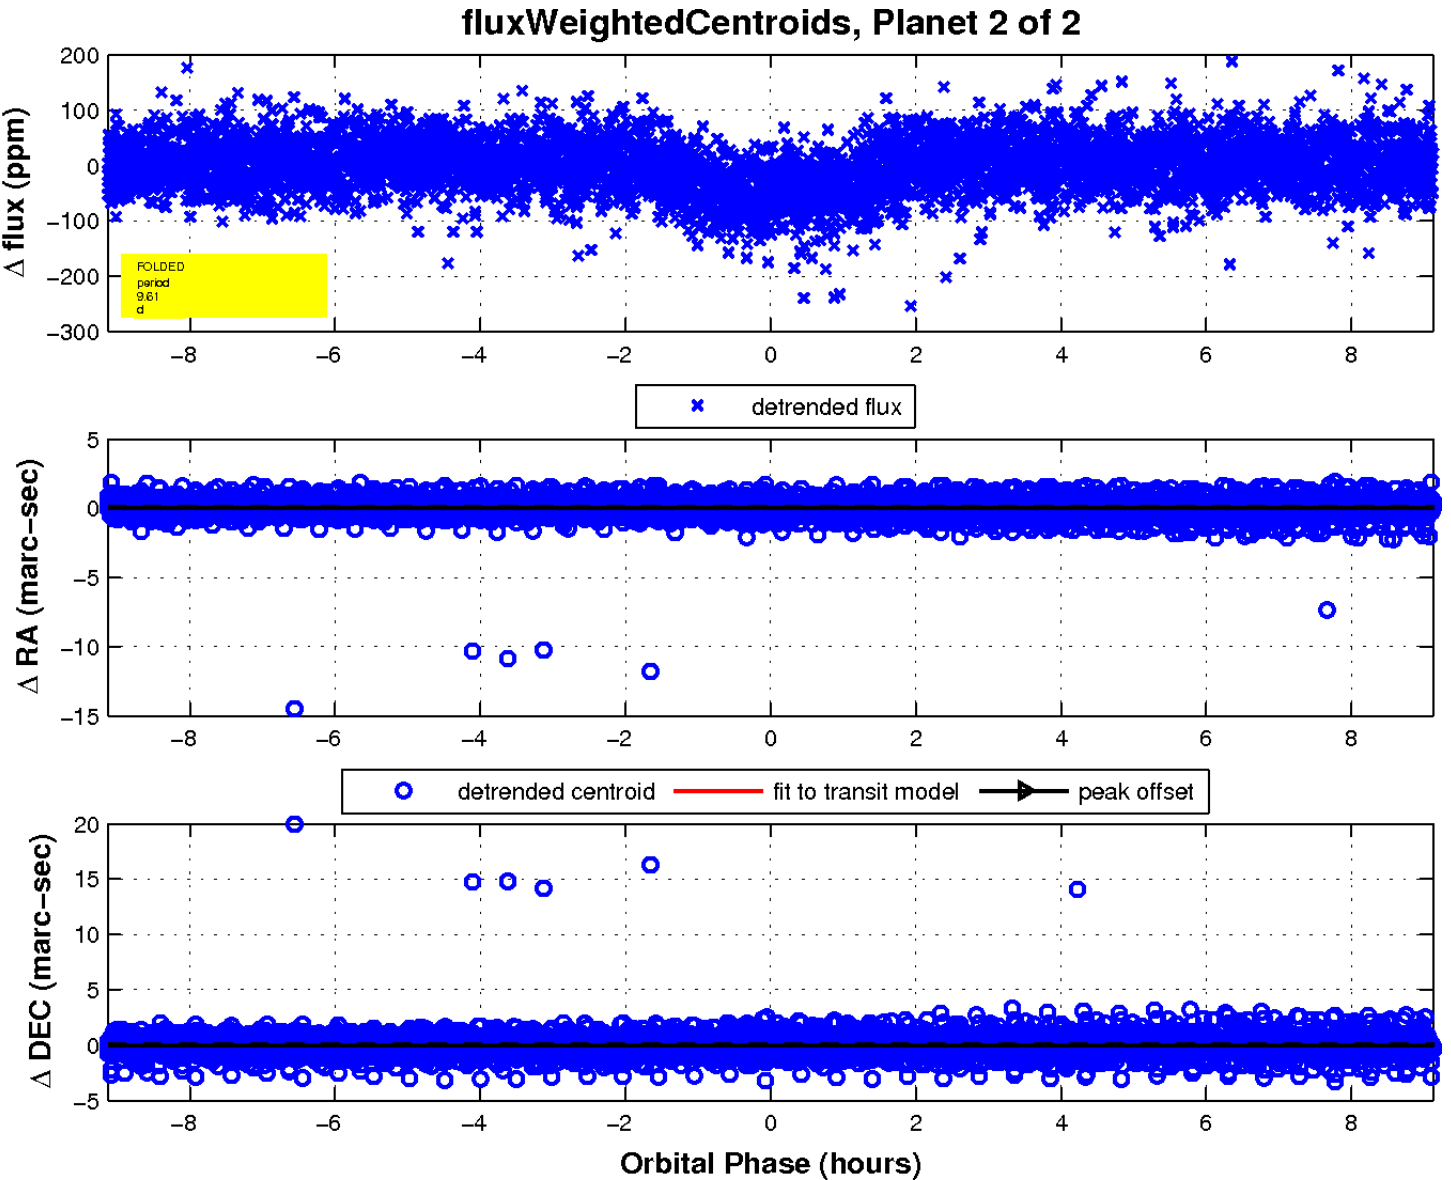 fluxWeightedCentroids, Planet 2 of 2
Δ flux (ppm)
200
100
0
−100
−200
−300
FOLDED
period
9.61
d
−8 −6 −4 −2 0 2 4 6 8
detrended flux
Δ RA (marc−sec)
5
0
−5
−10
−15
−8 −6 −4 −2 0 2 4 6 8
detrended centroid fit to transit model peak offset
Δ DEC (marc−sec)
20
15
10
5
0
−5
−8 −6 −4 −2 0 2 4 6 8
Orbital Phase (hours)